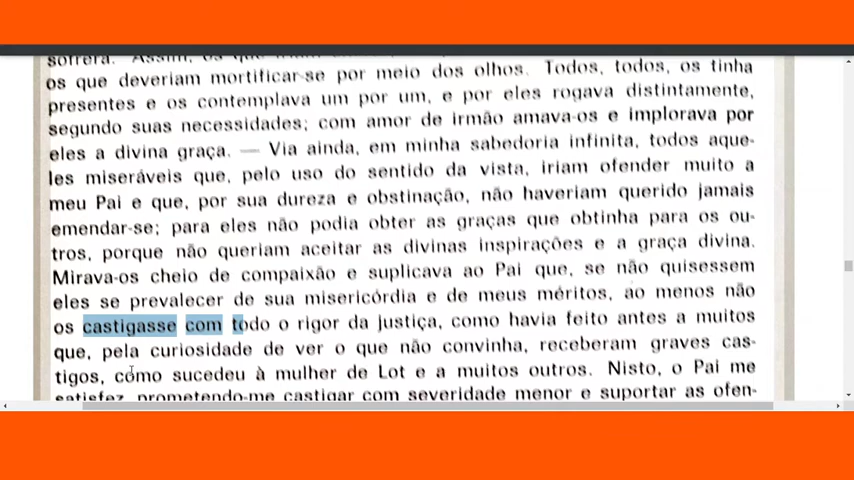 sofrera. Assim, os que
os que deveriam mortificar-se por meio dos olhos. Todos, todos, os tinha
presentes e os contemplava um por um, e por eles rogava distintamente,
segundo suas necessidades; com amor de irmão amava-os e implorava por
eles a divina graça. — Via ainda, em minha sabedoria infinita, todos aque-
les miseráveis que, pelo uso do sentido da vista, iriam ofender muito a
meu Pai e que, por sua dureza e obstinação, não haveriam querido jamais
emendar-se; para eles não podia obter as graças que obtinha para os ou-
tros, porque não queriam aceitar as divinas inspirações e a graça divina.
Mirava-os cheio de compaixão e suplicava ao Pai que, se não quisessem
eles se prevalecer de sua misericórdia e de meus méritos, ao menos não
os castigasse com todo o rigor da justiça, como havia feito antes a muitos
que, pela curiosidade de ver o que não convinha, receberam graves cas-
tigos, como sucedeu à mulher de Lot e a muitos outros. Nisto, o Pai me
satisfez, prometendo-me castigar com severidade menor e suportar as ofen-